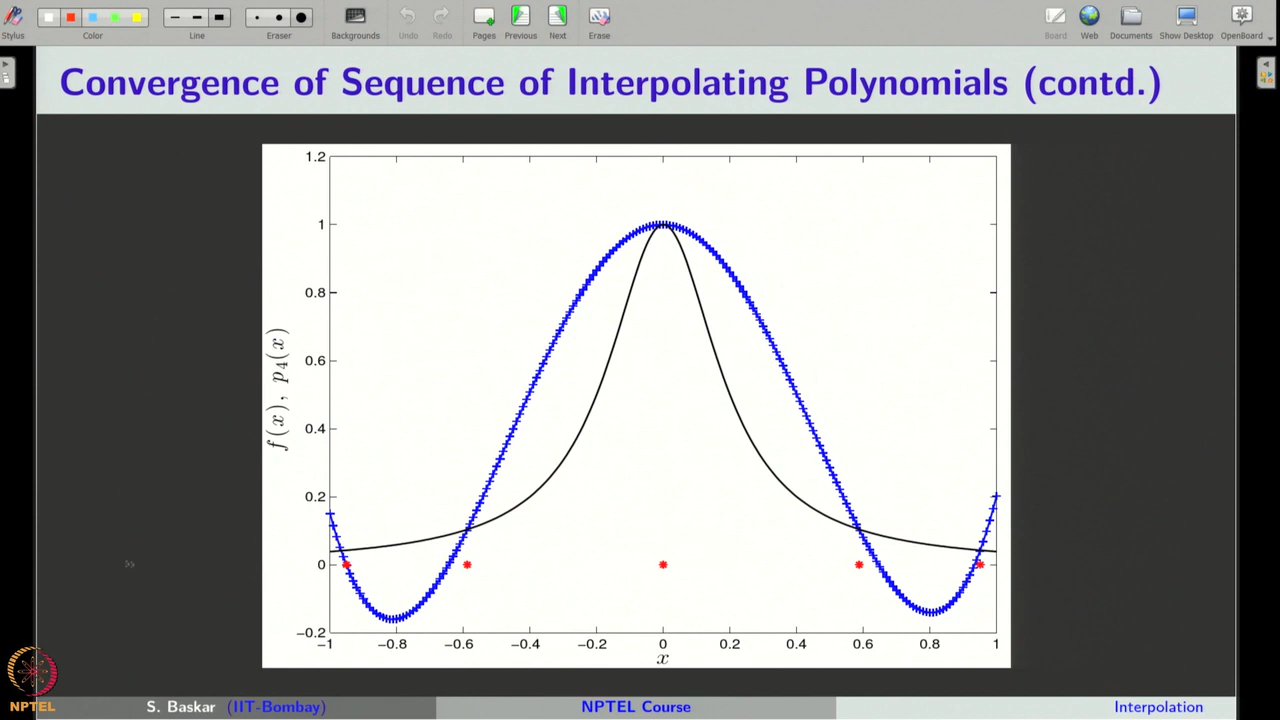 Stylus
Color
Line
Eraser
Backgrounds
Undo
Redo
Pages
Previous
Next
Erase
Board
Web
Documents
Show Desktop
OpenBoard
Convergence of Sequence of Interpolating Polynomials (contd.)
1.2
1
0.8
0.6
0.4
0.2
0
−0.2
f(x), p₄(x)
−1 −0.8 −0.6 −0.4 −0.2 0 0.2 0.4 0.6 0.8 1
x
NPTEL
S. Baskar (IIT-Bombay)
NPTEL Course
Interpolation